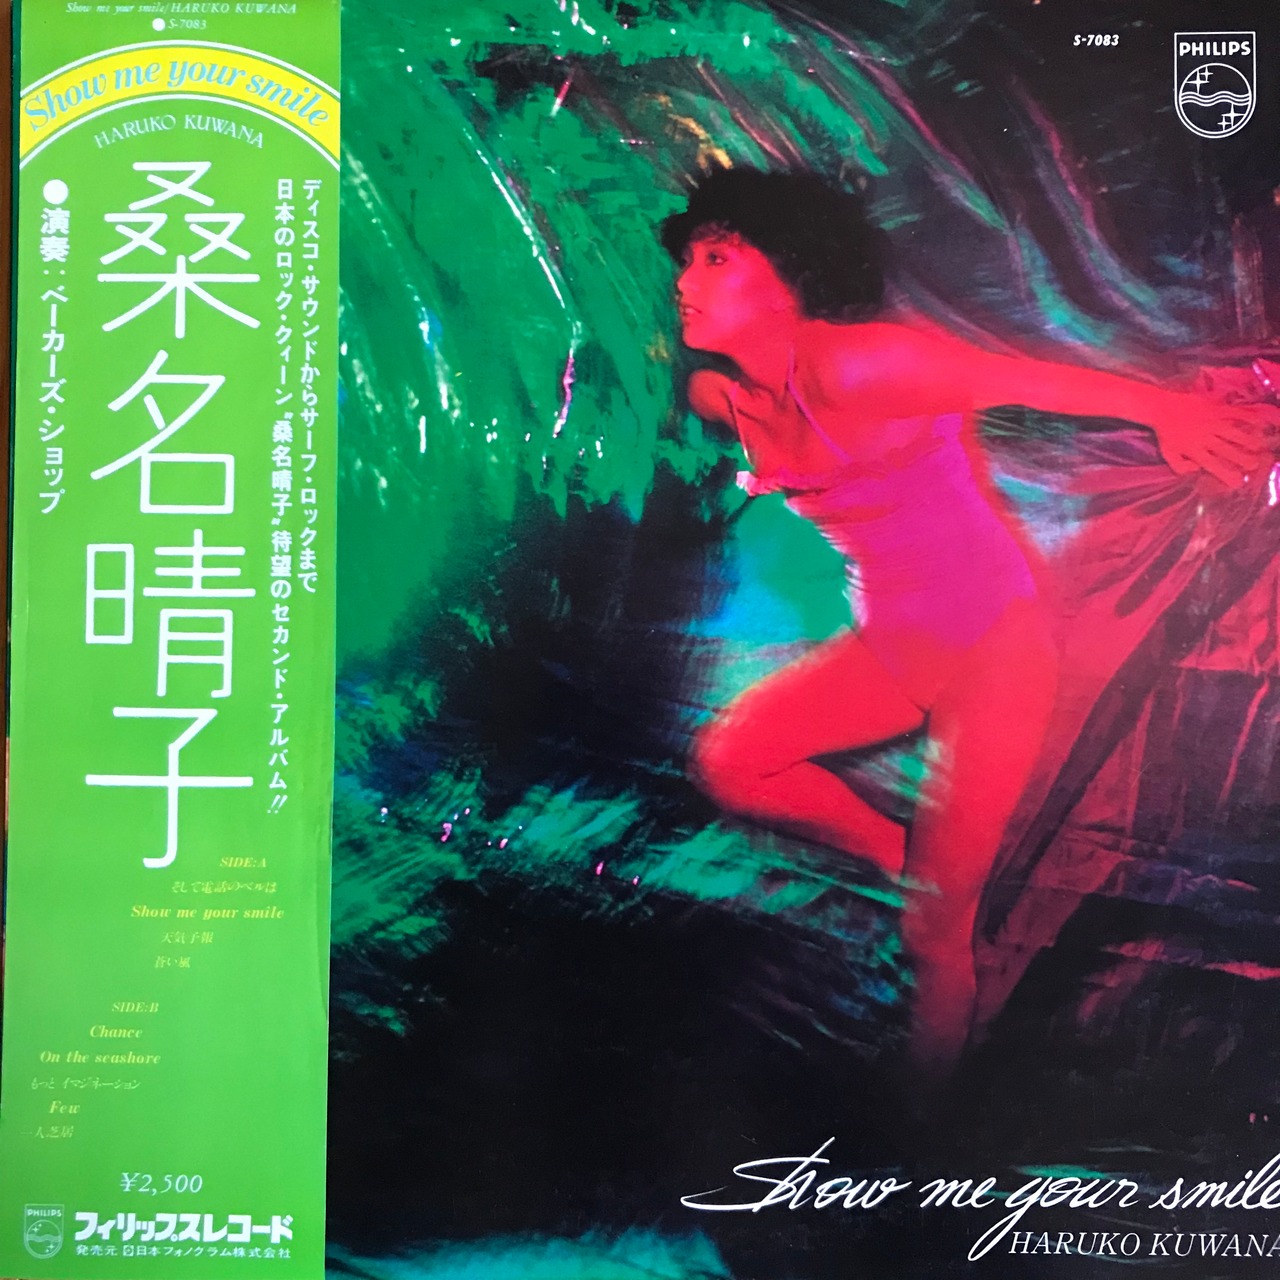 Show me your smile/HARUKO KUWANA
●S-7083
Show me your smile
HARUKO KUWANA
ディスコ・サウンドからサーフ・ロックまで
日本のロック・クィーン〝桑名晴子〟待望のセカンド・アルバム!!
桑名晴子
●演奏：ベーカーズ・ショップ
SIDE:A
そして電話のベルは
Show me your smile
天気予報
蒼い風
SIDE:B
Chance
On the seashore
もっと イマジネーション
Few
一人芝居
¥2,500
PHILIPS
フィリップスレコード
発売元 日本フォノグラム株式会社
S-7083
PHILIPS
Show me your smile
HARUKO KUWANA